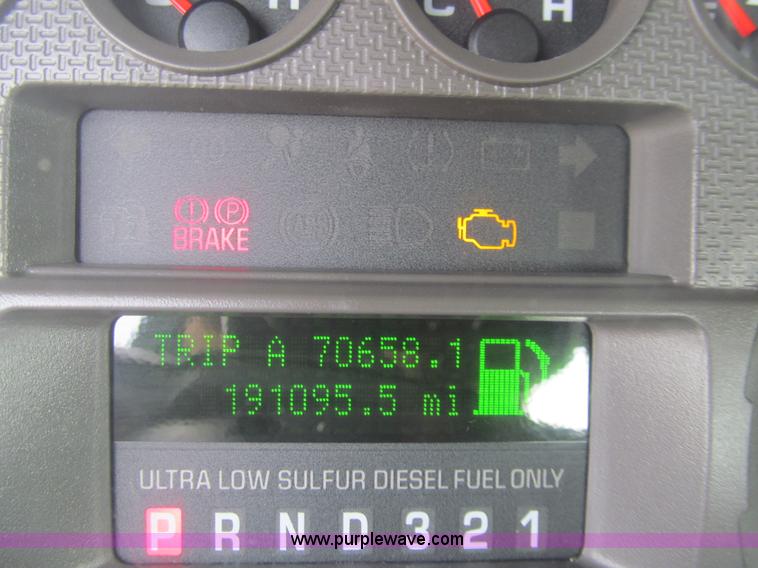 C H
BRAKE
TRIP A 70658.1
191095.5 mi
ULTRA LOW SULFUR DIESEL FUEL ONLY
P R N D 3 2 1
www.purplewave.com